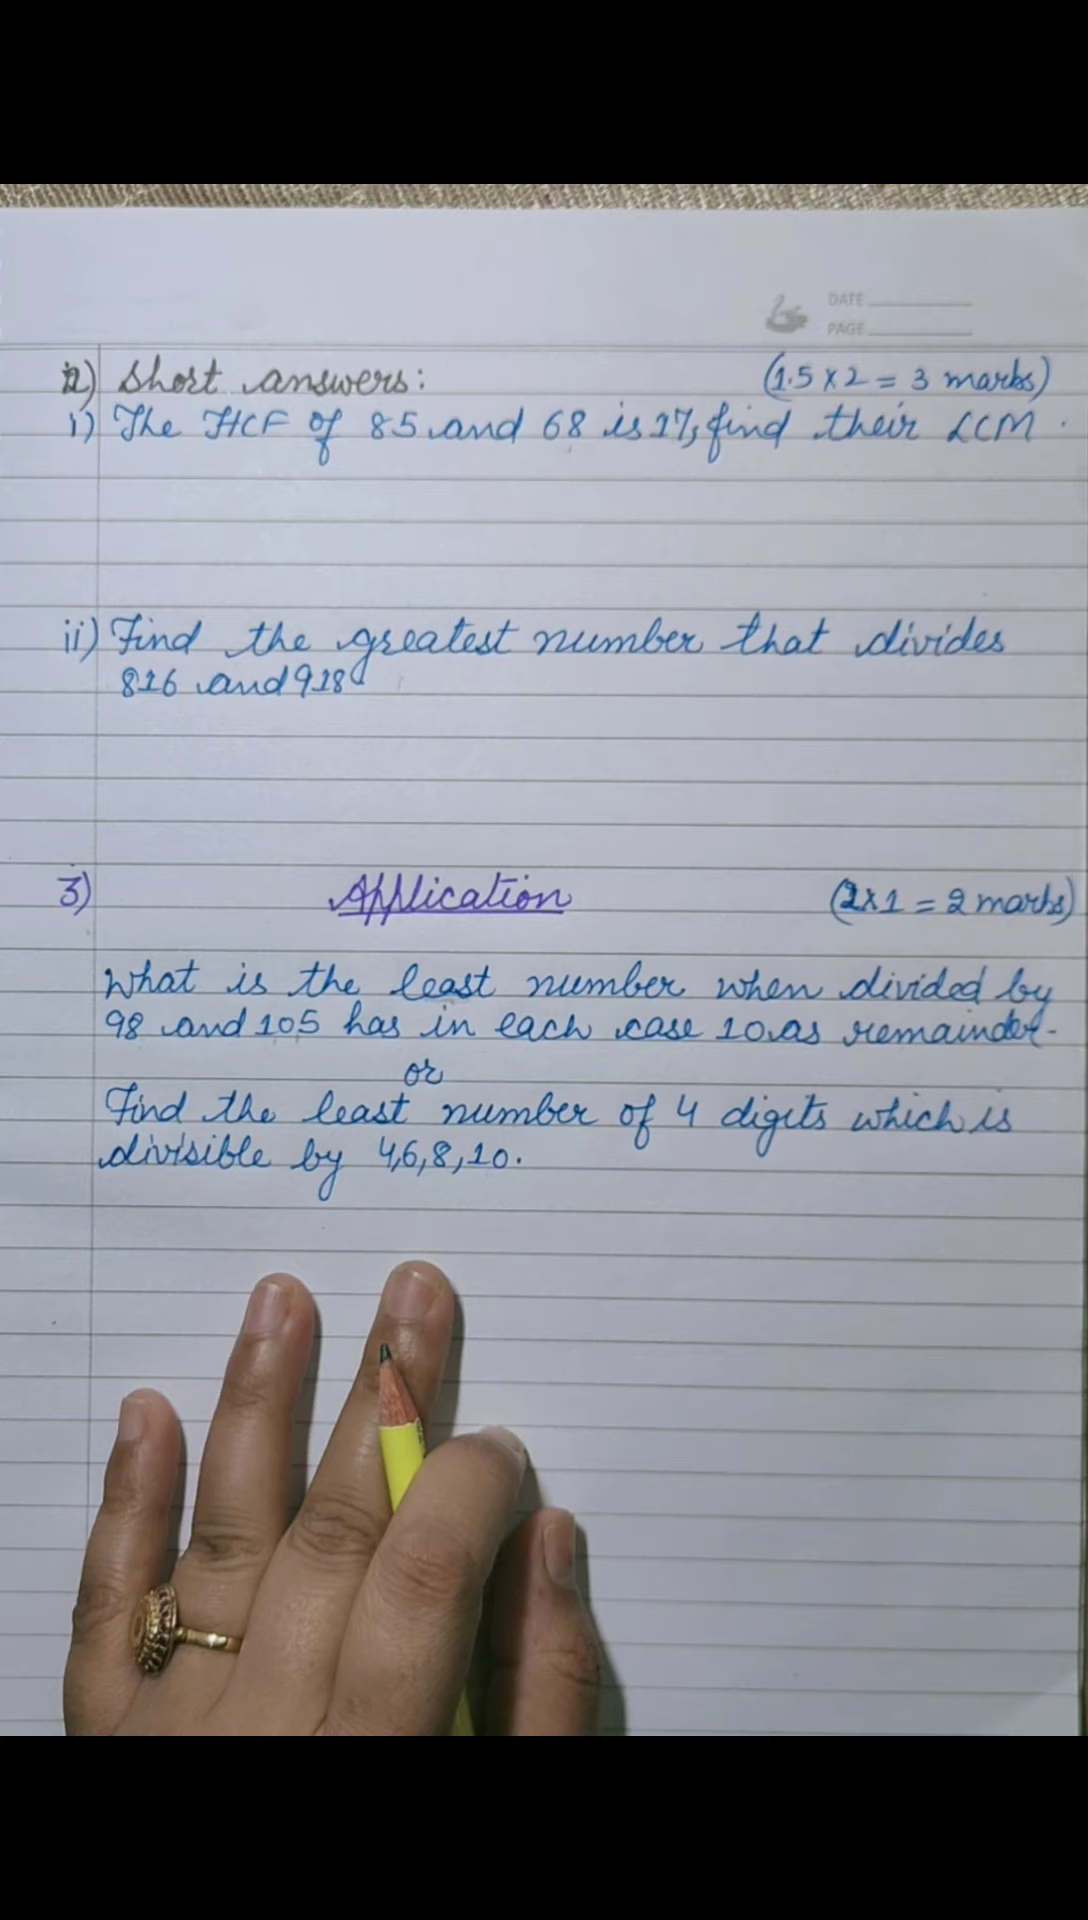 DATE
PAGE
2) Short answers: (1.5 x 2 = 3 marks)
i) The HCF of 85 and 68 is 17, find their LCM.
ii) Find the greatest number that divides
816 and 918
3) Application (2x1 = 2 marks)
What is the least number when divided by
98 and 105 has in each case 10 as remainder.
or
Find the least number of 4 digits which is
divisible by 4,6,8,10.